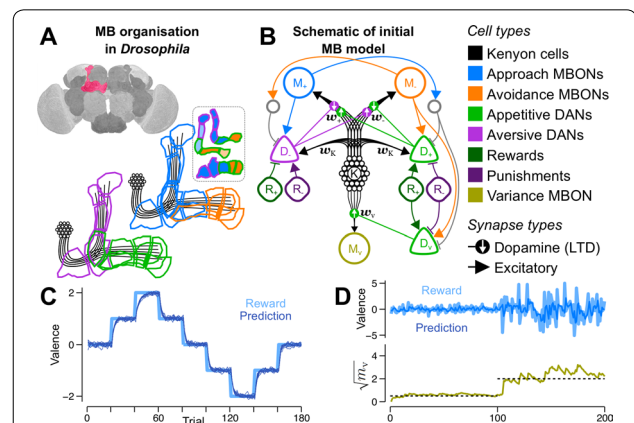 A
MB organisation
in Drosophila
B
Schematic of initial
MB model
Cell types
Kenyon cells
Approach MBONs
Avoidance MBONs
Appetitive DANs
Aversive DANs
Rewards
Punishments
Variance MBON
Synapse types
Dopamine (LTD)
Excitatory
M+
M-
w+
w-
D-
wK
wK
D+
R+
R-
K
R+
R-
wv
Mv
Dv
C
Reward
Prediction
Valence
2
0
−2
0
60
120
180
Trial
D
Reward
Prediction
Valence
5
0
−5
√mv
4
2
0
0
100
200